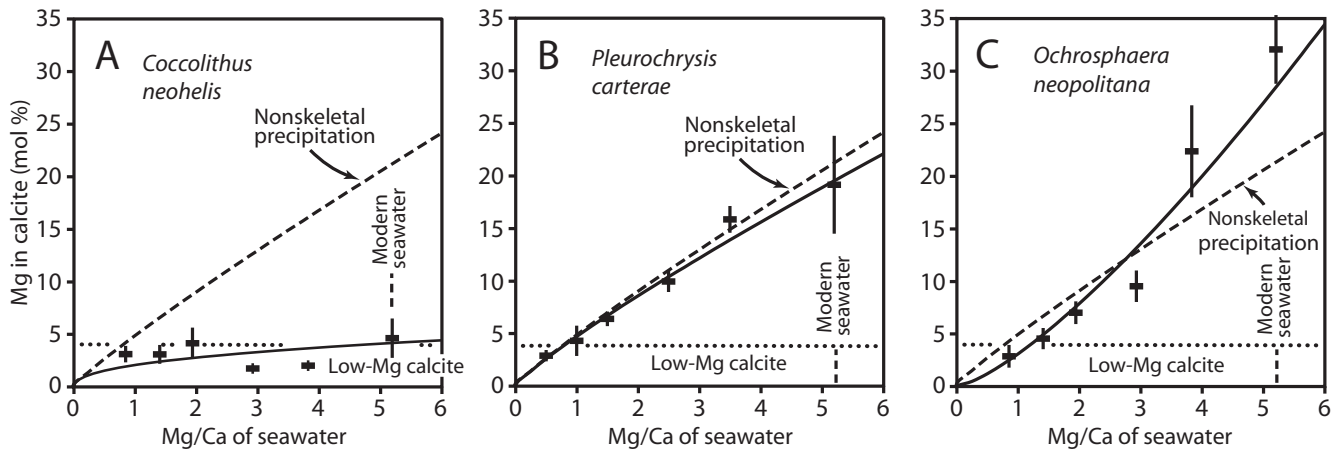 Mg in calcite (mol %)
35
30
25
20
15
10
5
0
A
Coccolithus
neohelis
Nonskeletal
precipitation
Modern
seawater
Low-Mg calcite
0 1 2 3 4 5 6
Mg/Ca of seawater
35
30
25
20
15
10
5
0
B
Pleurochrysis
carterae
Nonskeletal
precipitation
Modern
seawater
Low-Mg calcite
0 1 2 3 4 5 6
Mg/Ca of seawater
35
30
25
20
15
10
5
0
C
Ochrosphaera
neopolitana
Nonskeletal
precipitation
Modern
seawater
Low-Mg calcite
0 1 2 3 4 5 6
Mg/Ca of seawater